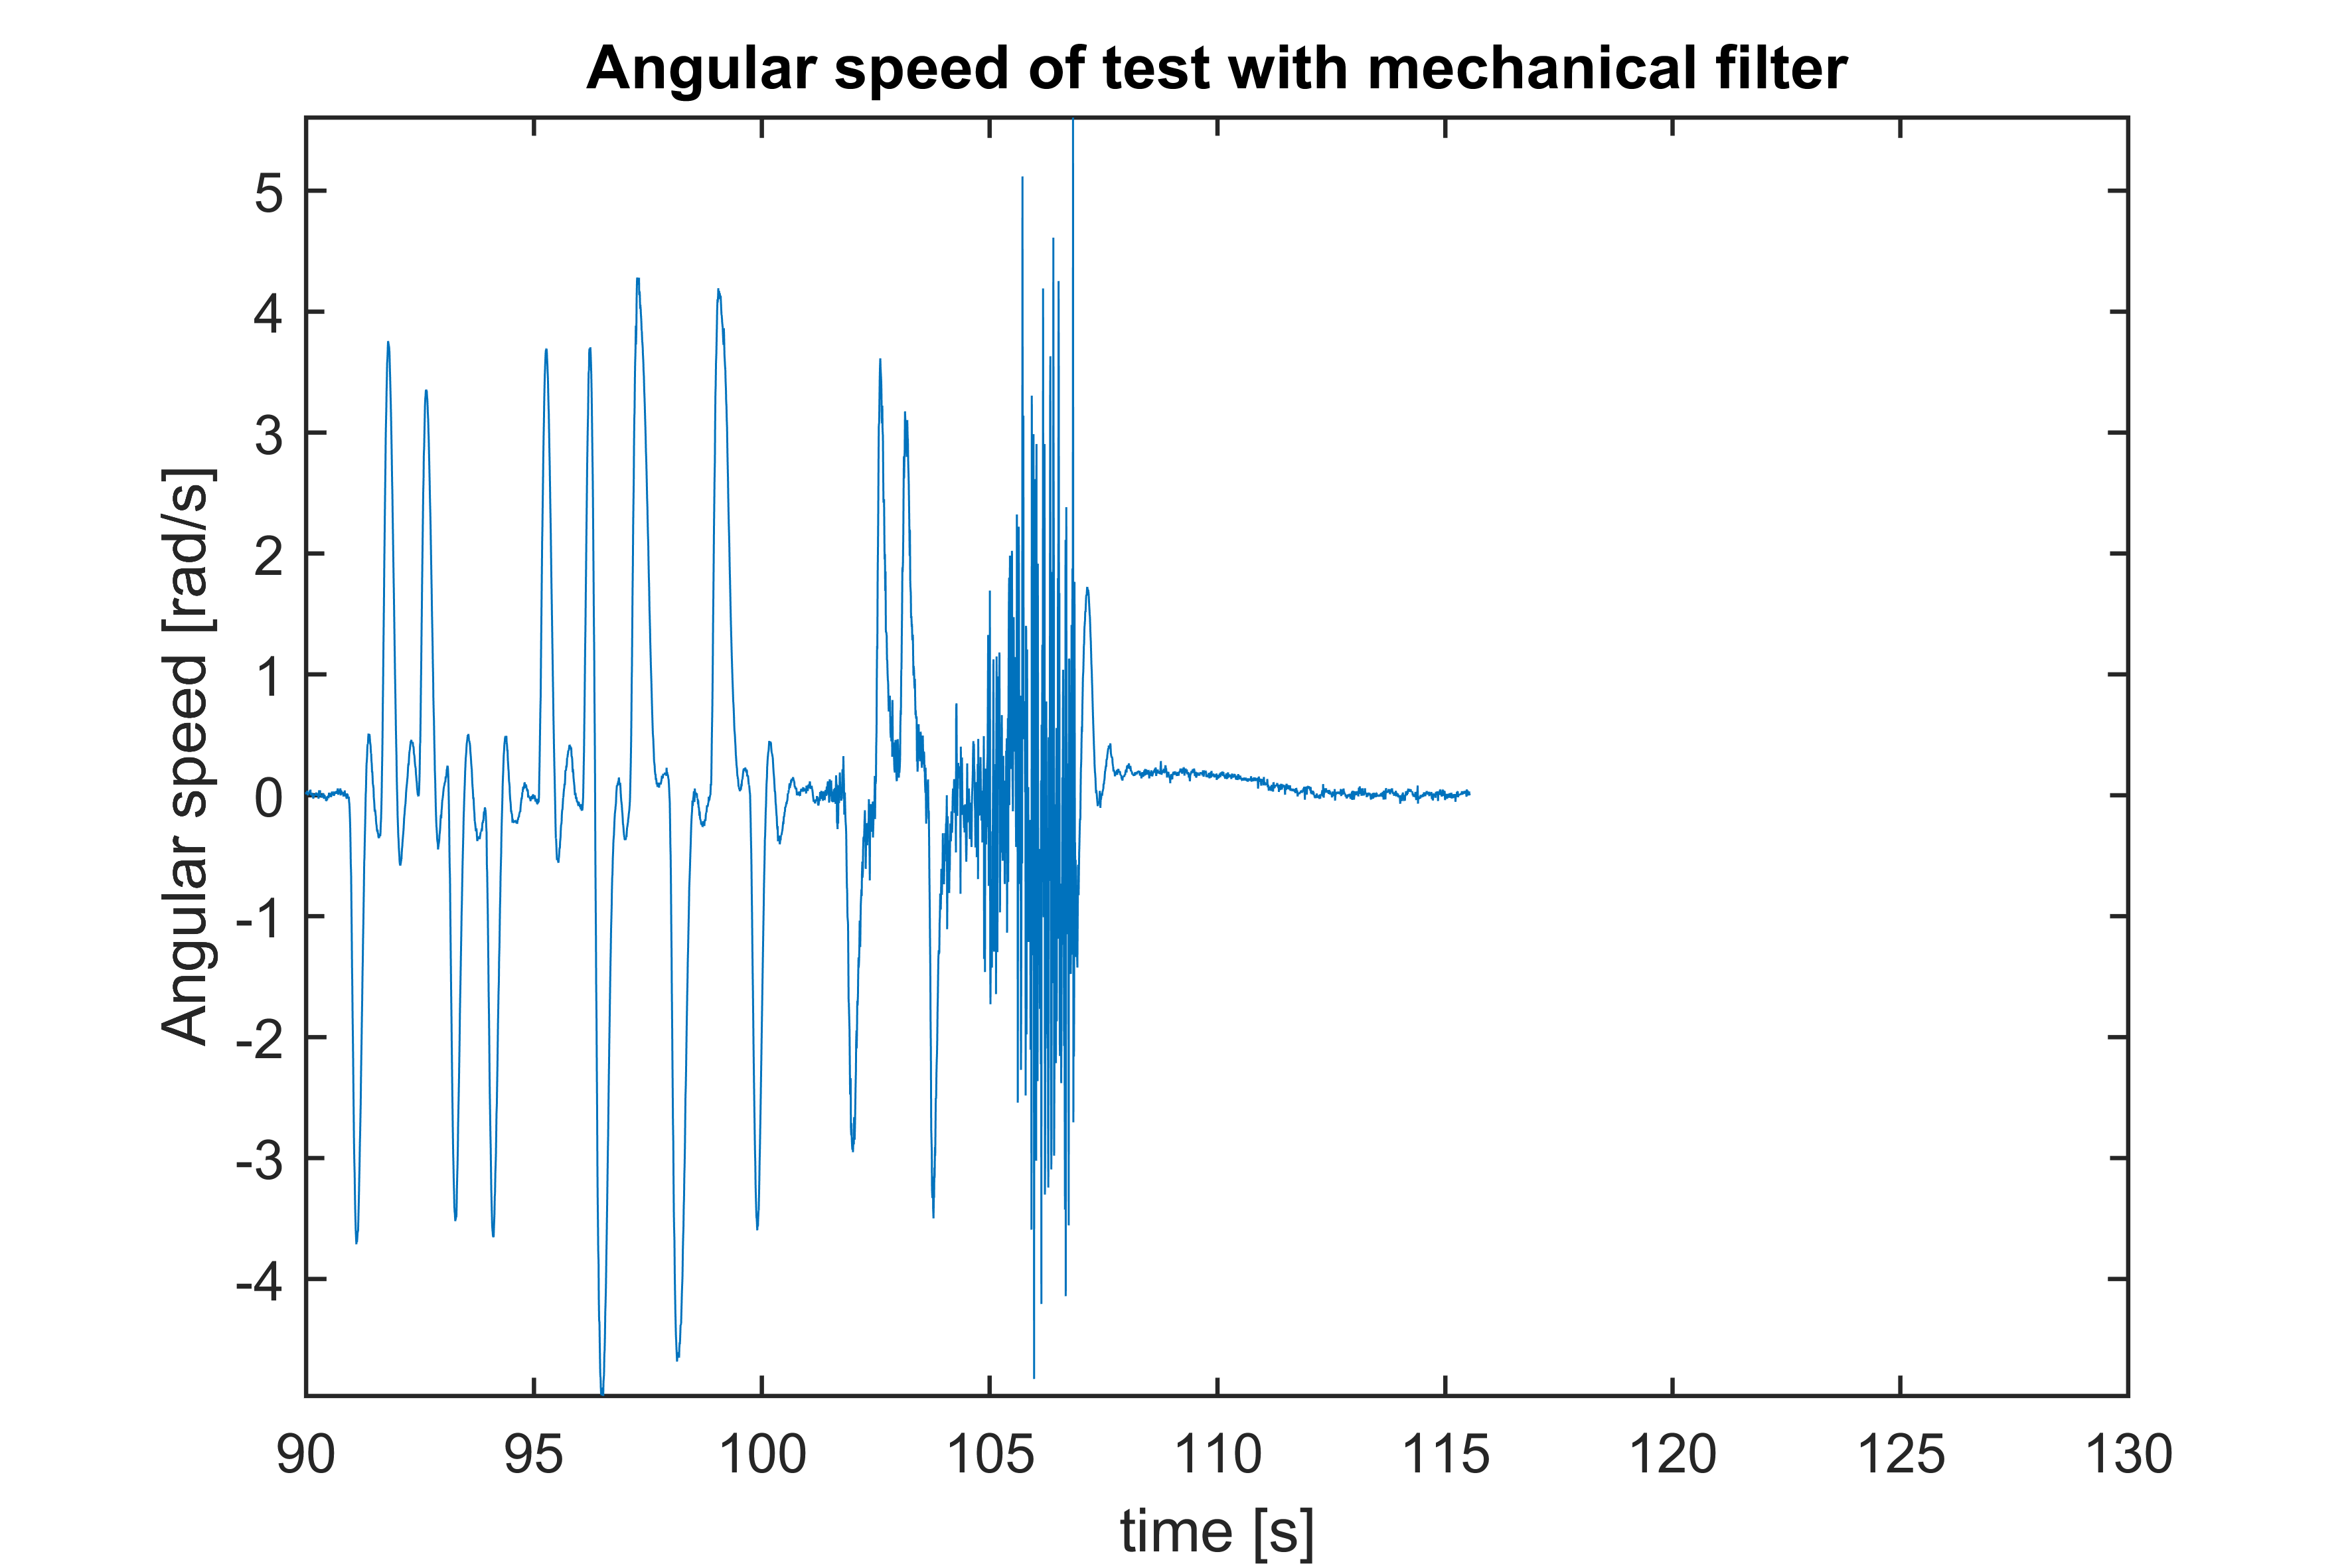 Angular speed of test with mechanical filter
Angular speed [rad/s]
5
4
3
2
1
0
-1
-2
-3
-4
90 95 100 105 110 115 120 125 130
time [s]